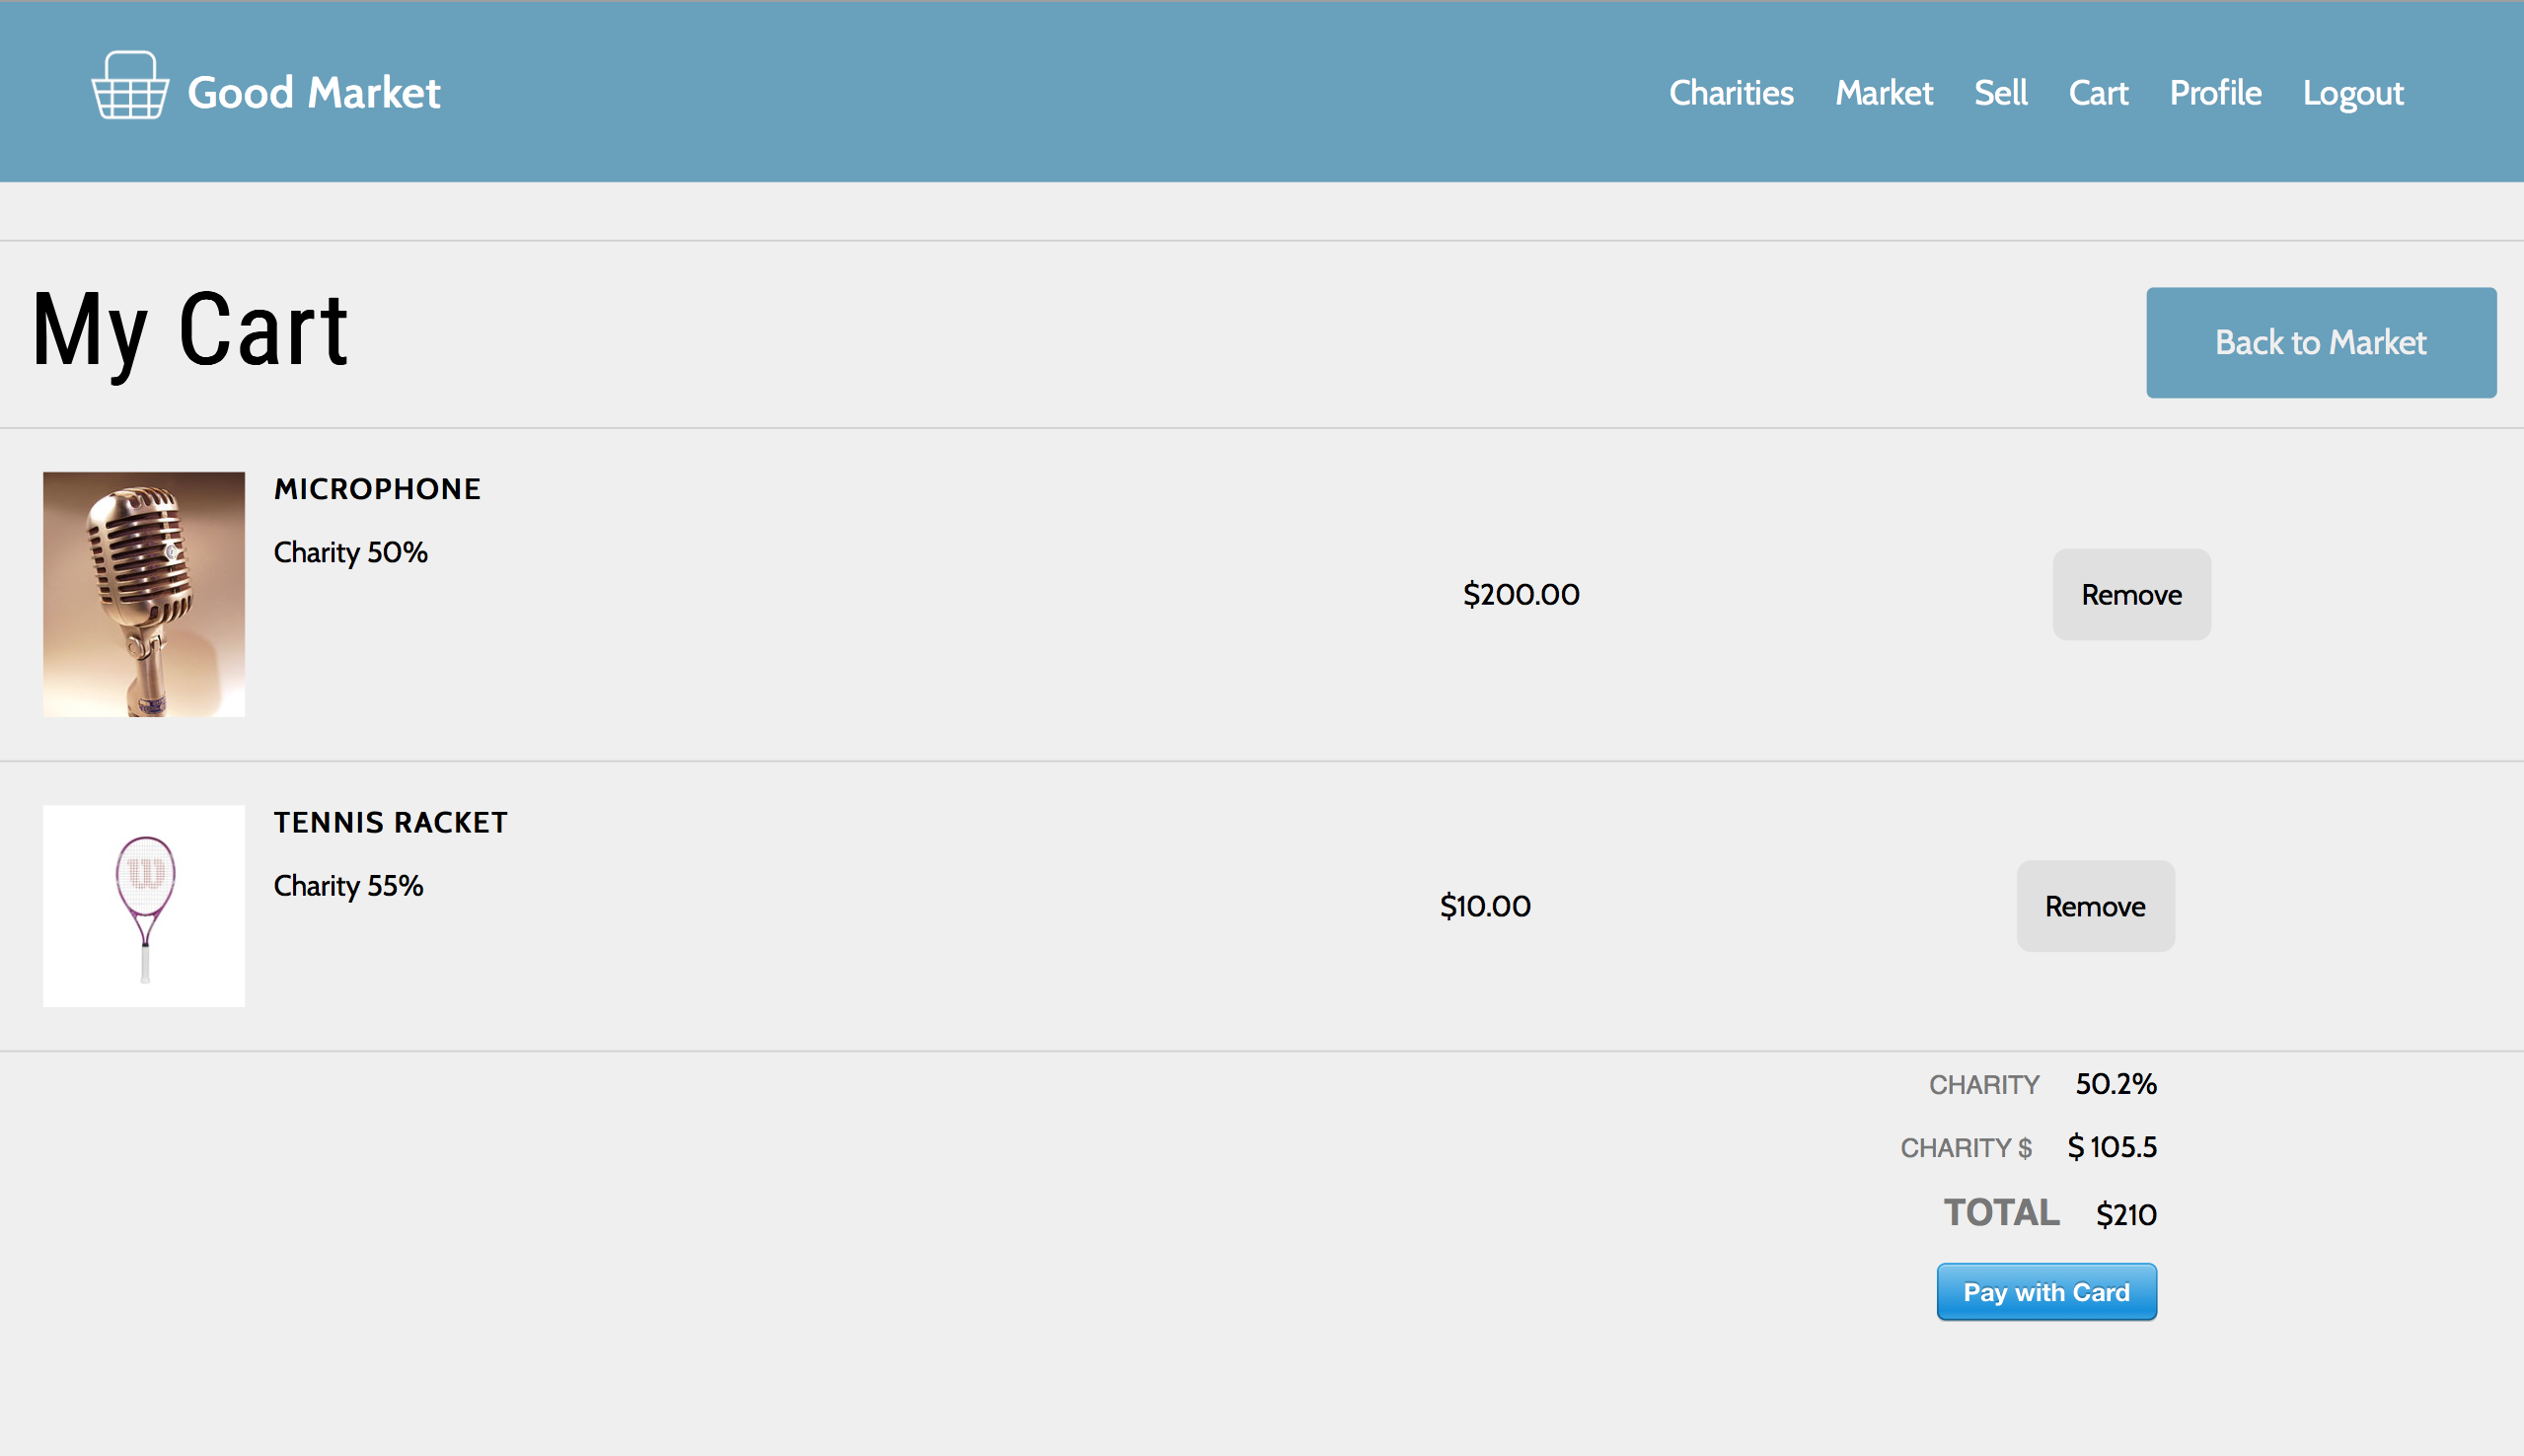 Good Market
Charities Market Sell Cart Profile Logout
My Cart
Back to Market
MICROPHONE
Charity 50%
$200.00
Remove
TENNIS RACKET
Charity 55%
$10.00
Remove
CHARITY 50.2%
CHARITY $ $ 105.5
TOTAL $210
Pay with Card